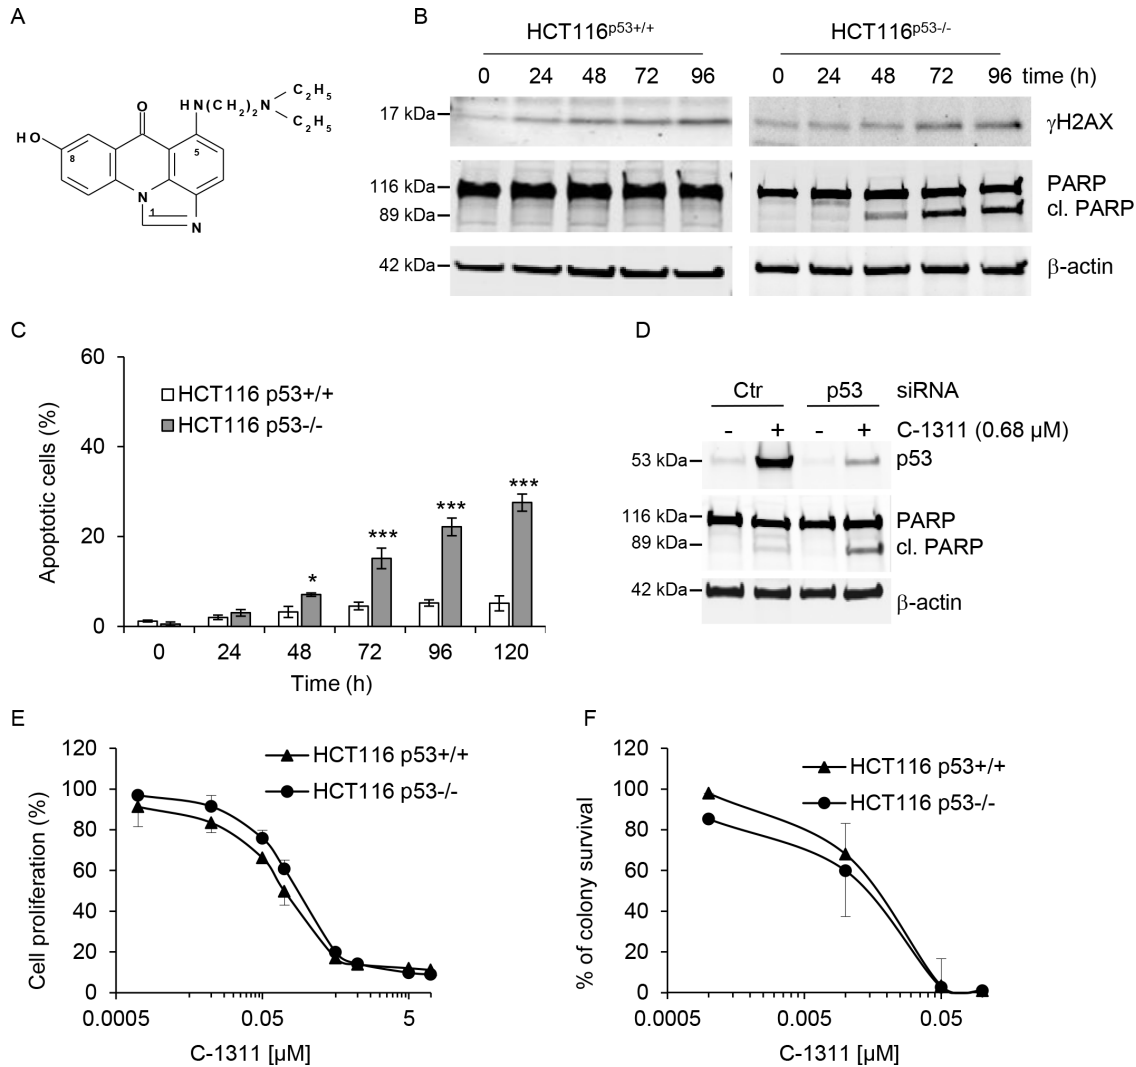 A
HN(CH₂)₂N
C₂H₅
C₂H₅
O
HO
8
5
N
1
N
B
HCT116p53+/+
HCT116p53-/-
0 24 48 72 96
0 24 48 72 96 time (h)
17 kDa
γH2AX
116 kDa
PARP
89 kDa
cl. PARP
42 kDa
β-actin
C
60
40
20
0
Apoptotic cells (%)
HCT116 p53+/+
HCT116 p53-/-
*
***
***
***
0 24 48 72 96 120
Time (h)
D
Ctr p53 siRNA
- + - + C-1311 (0.68 µM)
53 kDa
p53
116 kDa
PARP
89 kDa
cl. PARP
42 kDa
β-actin
E
120
100
80
60
40
20
0
Cell proliferation (%)
HCT116 p53+/+
HCT116 p53-/-
0.0005 0.05 5
C-1311 [µM]
F
120
100
80
60
40
20
0
% of colony survival
HCT116 p53+/+
HCT116 p53-/-
0.0005 0.005 0.05
C-1311 [µM]